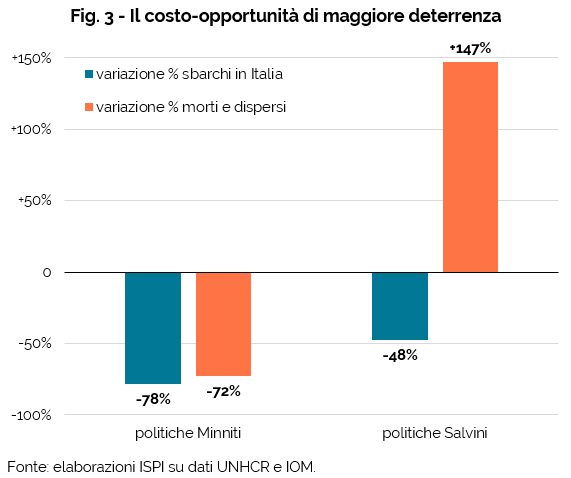 Fig. 3 - Il costo-opportunità di maggiore deterrenza
+150%
+100%
+50%
0
-50%
-100%
variazione % sbarchi in Italia
variazione % morti e dispersi
-78%
-72%
-48%
+147%
politiche Minniti
politiche Salvini
Fonte: elaborazioni ISPI su dati UNHCR e IOM.